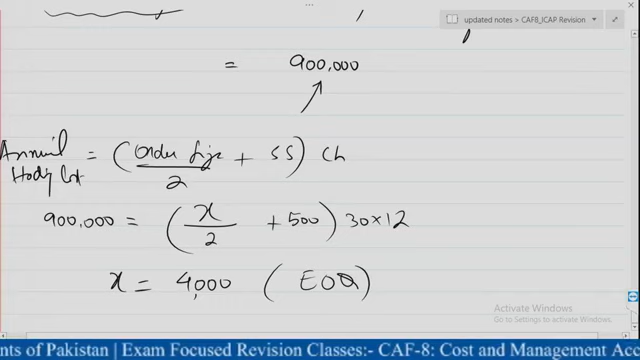 updated notes > CAF8_ICAP Revision
= 900,000
Annual Holdg Cost = (Order Size / 2 + SS) Ch
900,000 = (x / 2 + 500) 30 × 12
x = 4,000 (EOQ)
Activate Windows
Go to Settings to activate Windows.
nts of Pakistan | Exam Focused Revision Classes:- CAF-8: Cost and Management Acc